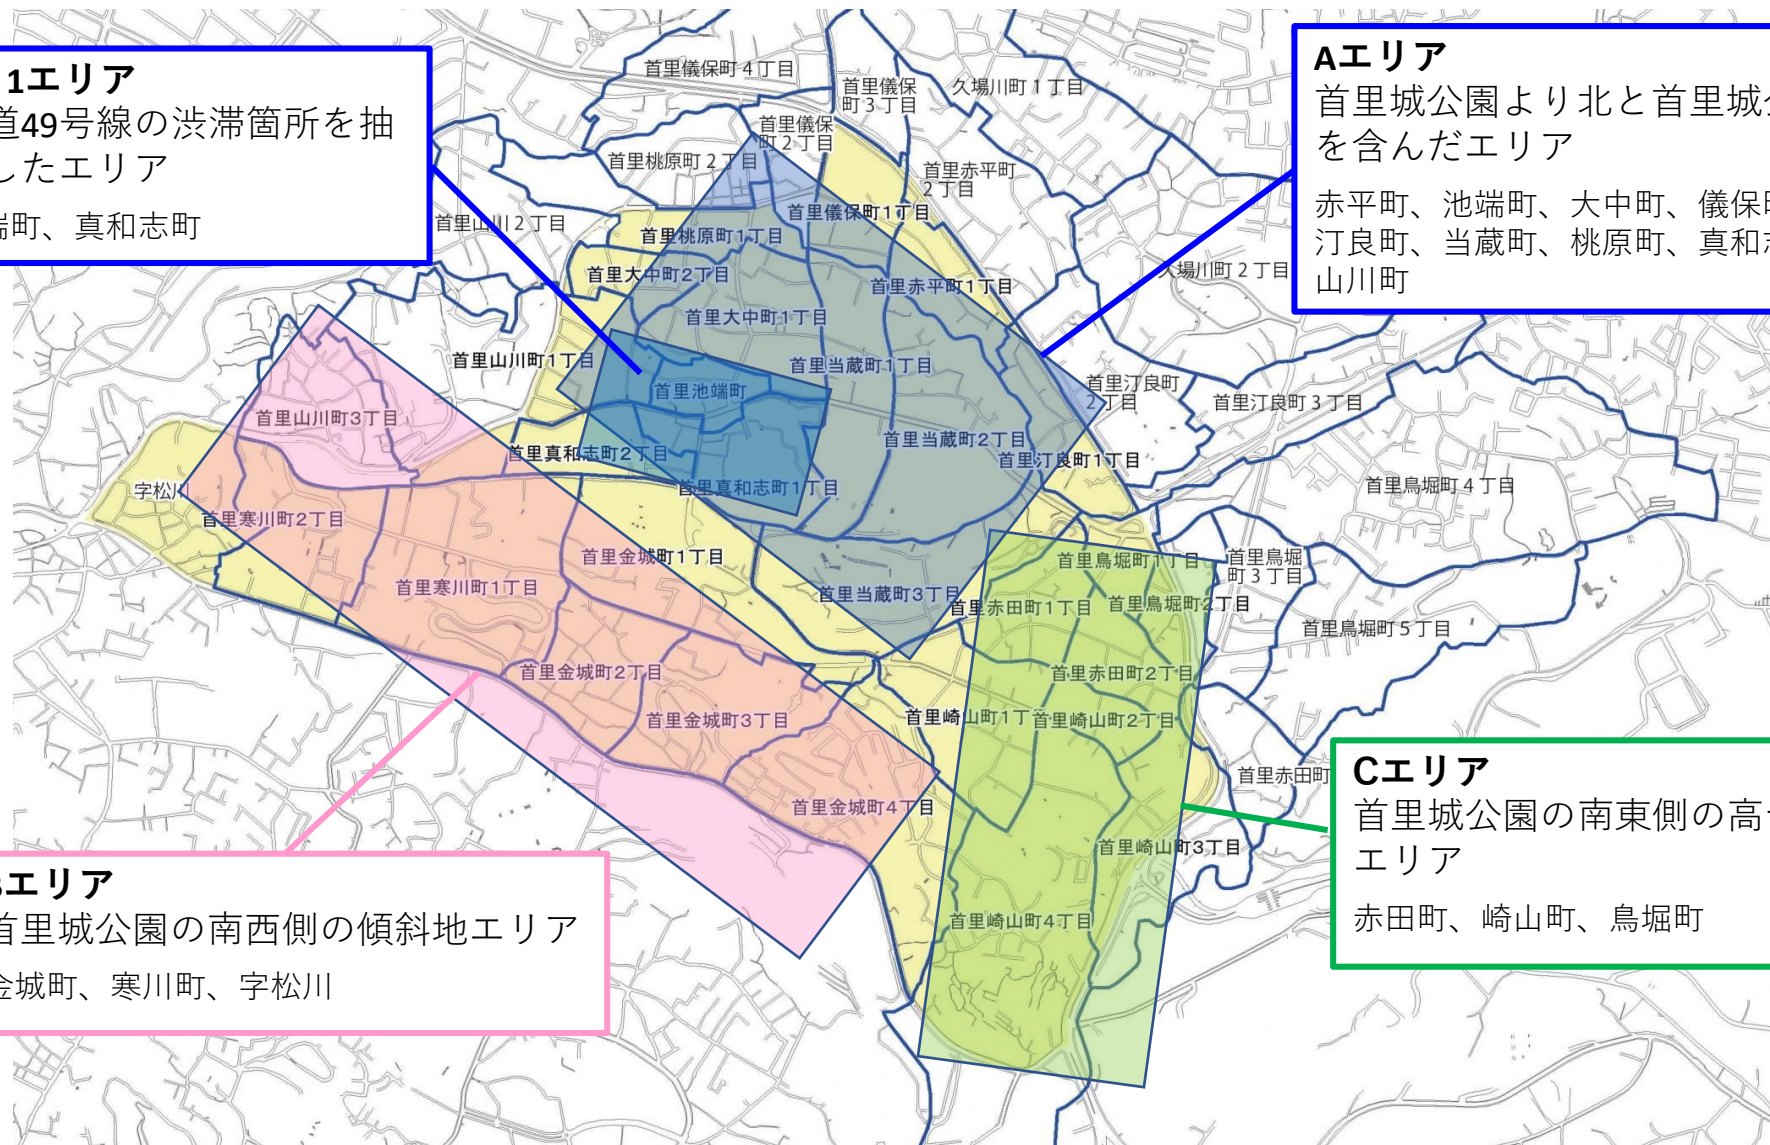 1エリア
道49号線の渋滞箇所を抽
したエリア
端町、真和志町
Aエリア
首里城公園より北と首里城公
を含んだエリア
赤平町、池端町、大中町、儀保町
汀良町、当蔵町、桃原町、真和志
山川町
首里儀保町4丁目
首里儀保
町3丁目
久場川町1丁目
首里儀保
町2丁目
首里桃原町2丁目
首里赤平町
2丁目
首里山川2丁目
首里儀保町1丁目
首里桃原町1丁目
首里大中町2丁目
久場川町2丁目
首里赤平町1丁目
首里大中町1丁目
首里山川町1丁目
首里当蔵町1丁目
首里池端町
首里汀良町
2丁目
首里汀良町3丁目
首里山川町3丁目
首里当蔵町2丁目
首里真和志町2丁目
首里汀良町1丁目
首里真和志町1丁目
首里鳥堀町4丁目
字松川
首里寒川町2丁目
首里金城町1丁目
首里鳥堀町1丁目
首里鳥堀
町3丁目
首里寒川町1丁目
首里当蔵町3丁目
首里赤田町1丁目
首里鳥堀町2丁目
首里鳥堀町5丁目
首里金城町2丁目
首里赤田町2丁目
首里金城町3丁目
首里崎山町1丁
首里崎山町2丁目
首里赤田町
首里金城町4丁目
首里崎山町3丁目
首里崎山町4丁目
Bエリア
首里城公園の南西側の傾斜地エリア
金城町、寒川町、字松川
Cエリア
首里城公園の南東側の高台
エリア
赤田町、崎山町、鳥堀町